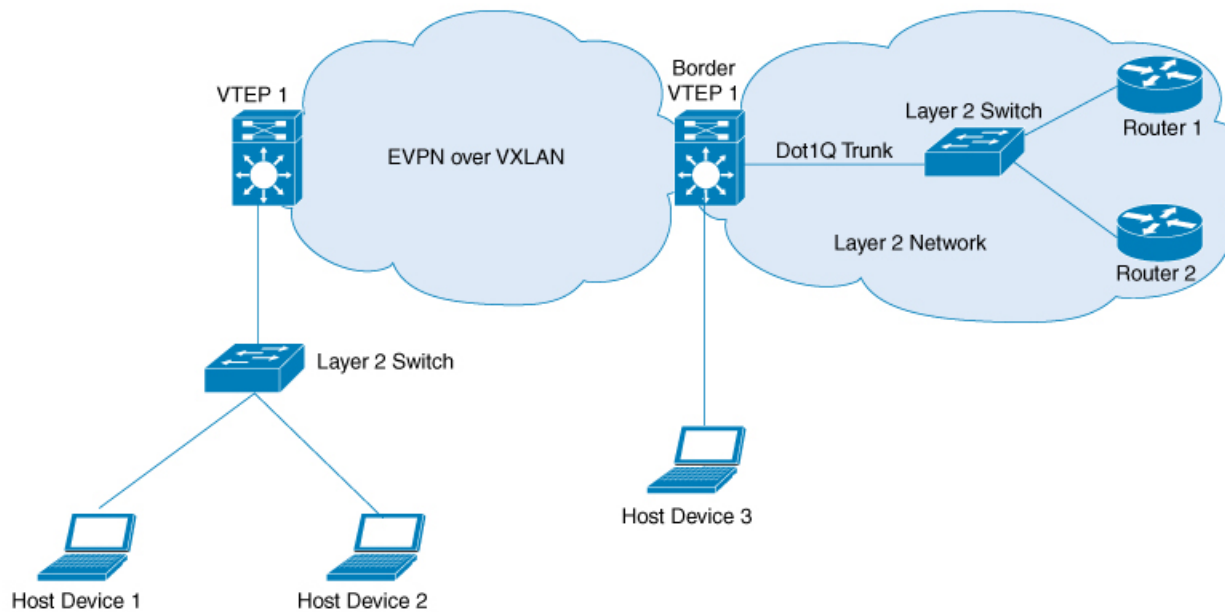 VTEP 1
Border
VTEP 1
EVPN over VXLAN
Dot1Q Trunk
Layer 2 Switch
Router 1
Layer 2 Network
Router 2
Layer 2 Switch
Host Device 3
Host Device 1
Host Device 2